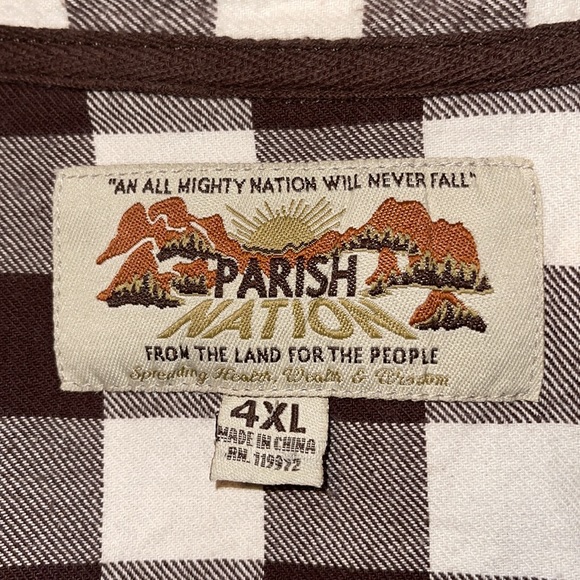 "AN ALL MIGHTY NATION WILL NEVER FALL"
PARISH
NATION
FROM THE LAND FOR THE PEOPLE
Spreading Health, Wealth & Wisdom
4XL
MADE IN CHINA
RN. 119972